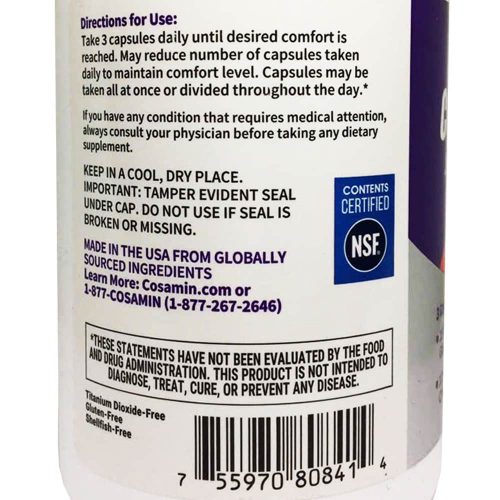 Directions for Use:
Take 3 capsules daily until desired comfort is
reached. May reduce number of capsules taken
daily to maintain comfort level. Capsules may be
taken all at once or divided throughout the day.*
If you have any condition that requires medical attention,
always consult your physician before taking any dietary
supplement.
KEEP IN A COOL, DRY PLACE.
IMPORTANT: TAMPER EVIDENT SEAL
UNDER CAP. DO NOT USE IF SEAL IS
BROKEN OR MISSING.
CONTENTS
CERTIFIED
NSF
MADE IN THE USA FROM GLOBALLY
SOURCED INGREDIENTS
Learn More: Cosamin.com or
1-877-COSAMIN (1-877-267-2646)
*THESE STATEMENTS HAVE NOT BEEN EVALUATED BY THE FOOD
AND DRUG ADMINISTRATION. THIS PRODUCT IS NOT INTENDED TO
DIAGNOSE, TREAT, CURE, OR PREVENT ANY DISEASE.
Titanium Dioxide-Free
Gluten-Free
Shellfish-Free
7 55970 80841 4